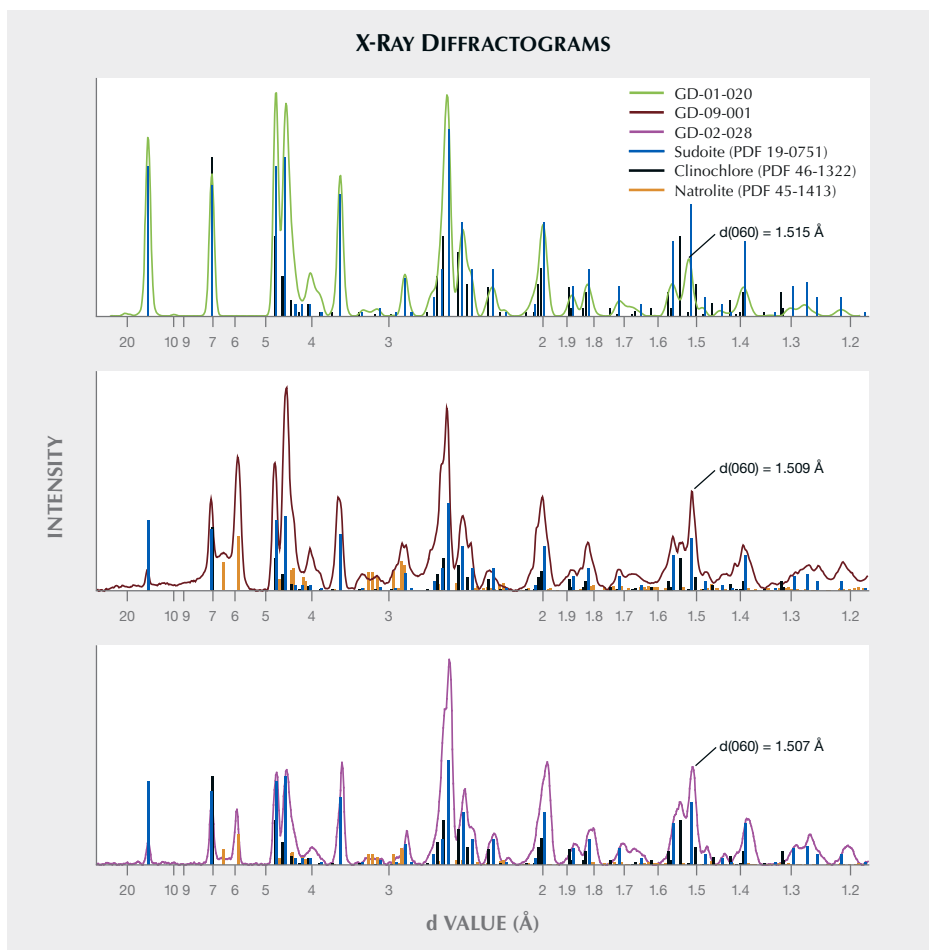 X-RAY DIFFRACTOGRAMS
GD-01-020
GD-09-001
GD-02-028
Sudoite (PDF 19-0751)
Clinochlore (PDF 46-1322)
Natrolite (PDF 45-1413)
d(060) = 1.515 Å
20 10 9 7 6 5 4 3 2 1.9 1.8 1.7 1.6 1.5 1.4 1.3 1.2
INTENSITY
d(060) = 1.509 Å
20 10 9 7 6 5 4 3 2 1.9 1.8 1.7 1.6 1.5 1.4 1.3 1.2
d(060) = 1.507 Å
20 10 9 7 6 5 4 3 2 1.9 1.8 1.7 1.6 1.5 1.4 1.3 1.2
d VALUE (Å)